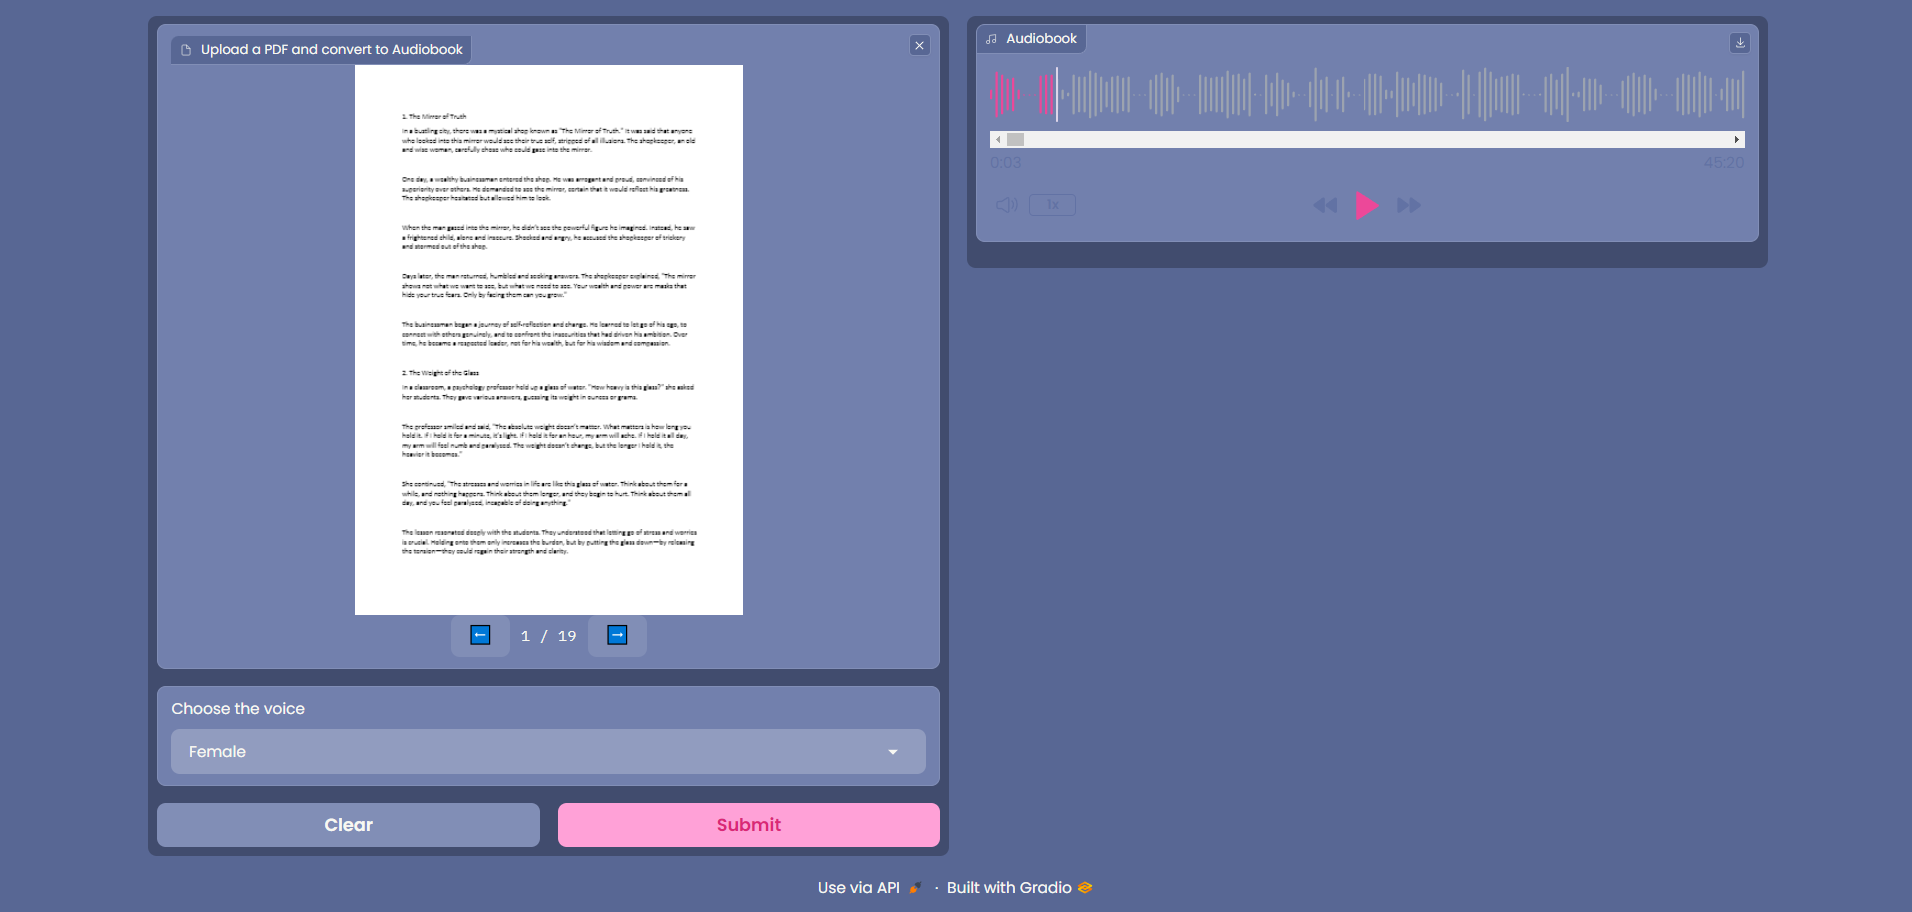 Upload a PDF and convert to Audiobook
1. The Mirror of Truth
In a bustling city, there was a mystical shop known as "The Mirror of Truth." It was said that anyone
who looked into this mirror would see their true self, stripped of all illusions. The shopkeeper, an old
and wise woman, carefully chose who could gaze into the mirror.
One day, a wealthy businessman entered the shop. He was arrogant and proud, convinced of his
superiority over others. He demanded to see the mirror, certain that it would reflect his greatness.
The shopkeeper hesitated but allowed him to look.
When the man gazed into the mirror, he didn't see the powerful figure he imagined. Instead, he saw
a frightened child, alone and insecure. Shocked and angry, he accused the shopkeeper of trickery
and stormed out of the shop.
Days later, the man returned, humbled and seeking answers. The shopkeeper explained, "The mirror
shows not what we want to see, but what we need to see. Your wealth and power are masks that
hide your true fears. Only by facing them can you grow."
The businessman began a journey of self-reflection and change. He learned to let go of his ego, to
connect with others genuinely, and to confront the insecurities that had driven his ambition. Over
time, he became a respected leader, not for his wealth, but for his wisdom and compassion.
2. The Weight of the Glass
In a classroom, a psychology professor held up a glass of water. "How heavy is this glass?" she asked
her students. They gave various answers, guessing its weight in ounces or grams.
The professor smiled and said, "The absolute weight doesn't matter. What matters is how long you
hold it. If I hold it for a minute, it's light. If I hold it for an hour, my arm will ache. If I hold it all day,
my arm will feel numb and paralyzed. The weight doesn't change, but the longer I hold it, the
heavier it becomes."
She continued, "The stresses and worries in life are like this glass of water. Think about them for a
while, and nothing happens. Think about them longer, and they begin to hurt. Think about them all
day, and you feel paralyzed, incapable of doing anything."
The lesson resonated deeply with the students. They understood that letting go of stress and worries
is crucial. Holding onto them only increases the burden, but by putting the glass down—by releasing
the tension—they could regain their strength and clarity.
1 / 19
Choose the voice
Female
Clear
Submit
Audiobook
0:03
45:20
1x
Use via API · Built with Gradio